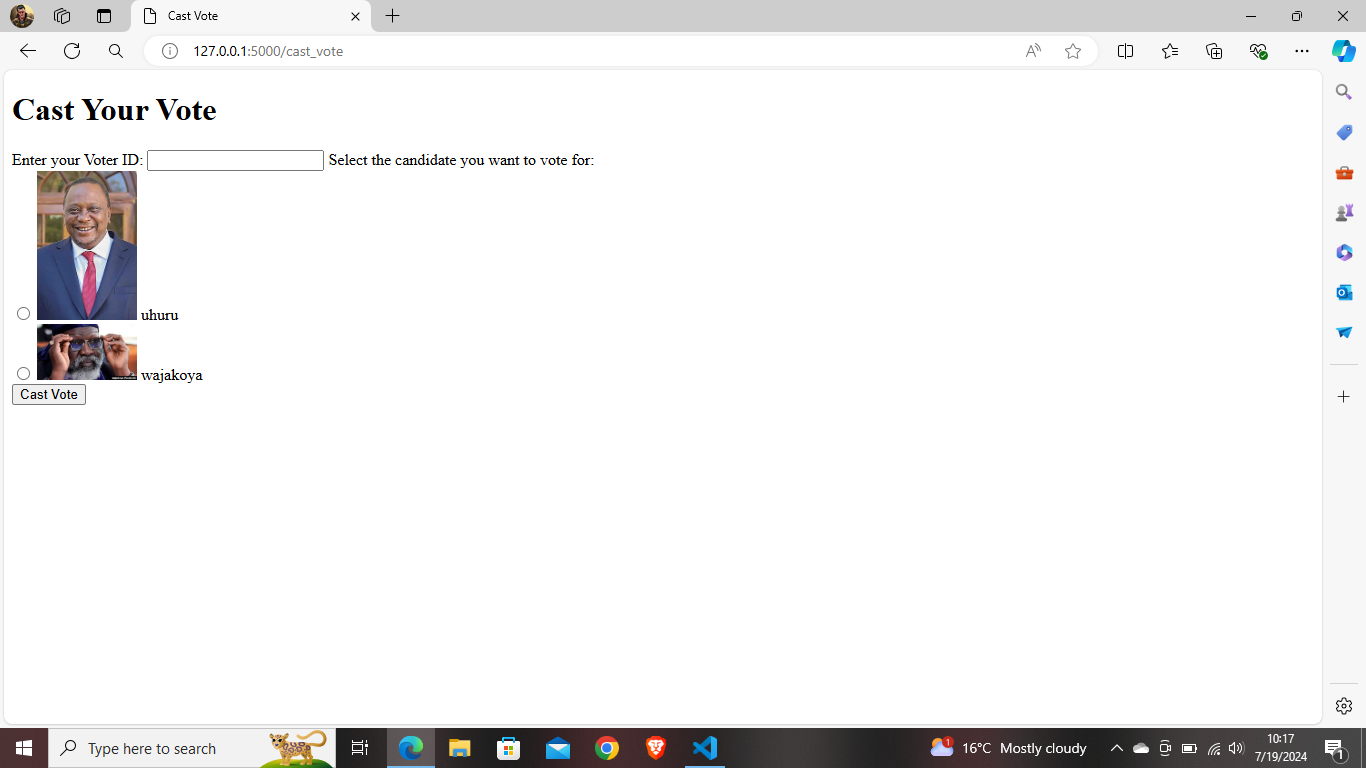 Cast Vote
127.0.0.1:5000/cast_vote
Cast Your Vote
Enter your Voter ID: Select the candidate you want to vote for:
uhuru
wajakoya
Cast Vote
Type here to search
1
16°C Mostly cloudy
10:17
7/19/2024
1